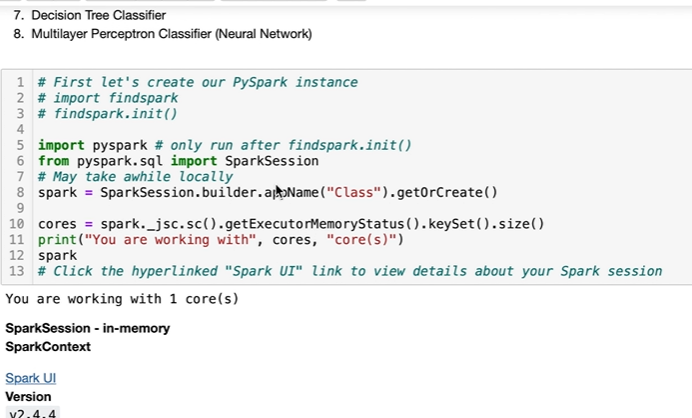 7. Decision Tree Classifier
8. Multilayer Perceptron Classifier (Neural Network)
1 # First let's create our PySpark instance
2 # import findspark
3 # findspark.init()
4
5 import pyspark # only run after findspark.init()
6 from pyspark.sql import SparkSession
7 # May take awhile locally
8 spark = SparkSession.builder.appName("Class").getOrCreate()
9
10 cores = spark._jsc.sc().getExecutorMemoryStatus().keySet().size()
11 print("You are working with", cores, "core(s)")
12 spark
13 # Click the hyperlinked "Spark UI" link to view details about your Spark session
You are working with 1 core(s)
SparkSession - in-memory
SparkContext
Spark UI
Version
v2.4.4